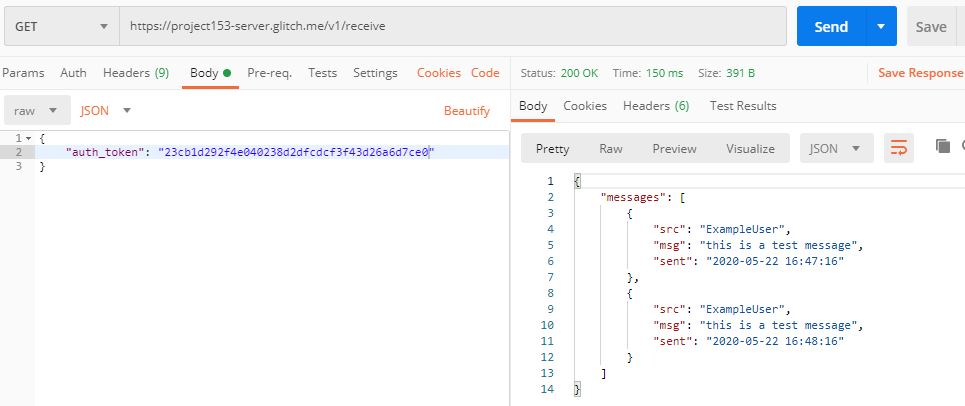 GET https://project153-server.glitch.me/v1/receive Send Save
Params Auth Headers (9) Body Pre-req. Tests Settings Cookies Code
raw JSON Beautify
1 {
2 "auth_token": "23cb1d292f4e040238d2dfcdcf3f43d26a6d7ce0"
3 }
Status: 200 OK Time: 150 ms Size: 391 B Save Response
Body Cookies Headers (6) Test Results
Pretty Raw Preview Visualize JSON
1 {
2 "messages": [
3 {
4 "src": "ExampleUser",
5 "msg": "this is a test message",
6 "sent": "2020-05-22 16:47:16"
7 },
8 {
9 "src": "ExampleUser",
10 "msg": "this is a test message",
11 "sent": "2020-05-22 16:48:16"
12 }
13 ]
14 }